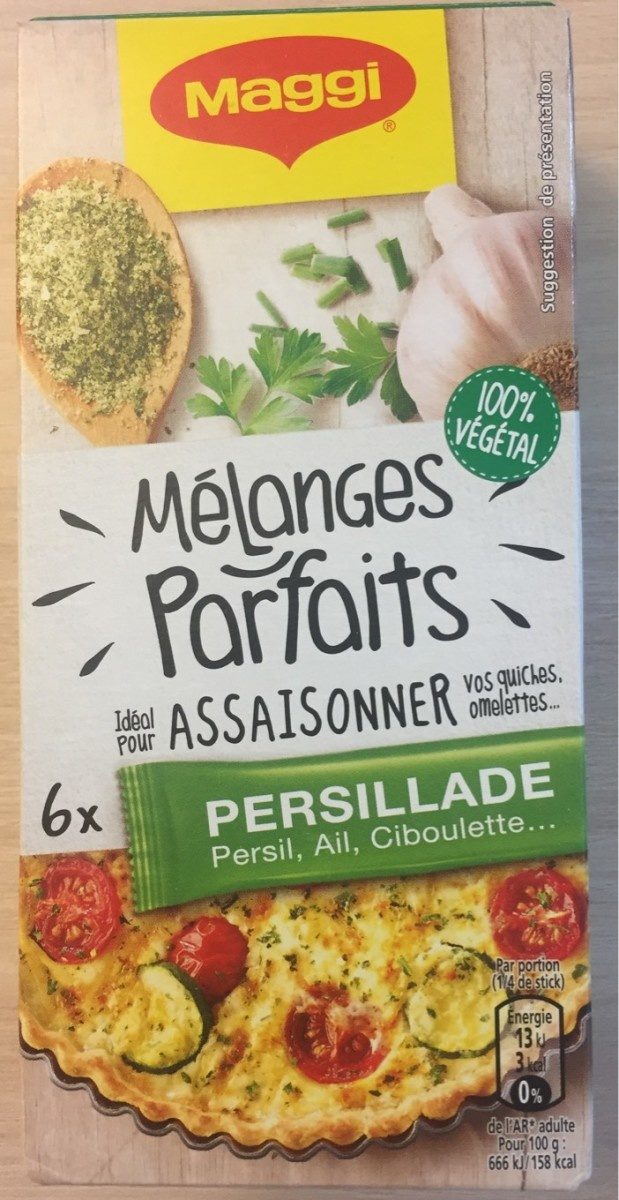 Maggi
®
Suggestion de présentation
100%
VÉGÉTAL
Mélanges
Parfaits
Idéal
pour
ASSAISONNER
vos quiches,
omelettes...
6x
PERSILLADE
Persil, Ail, Ciboulette...
Par portion
(1/4 de stick)
Énergie
13 kJ
3 kcal
0%
de l'AR* adulte
Pour 100 g :
666 kJ/158 kcal